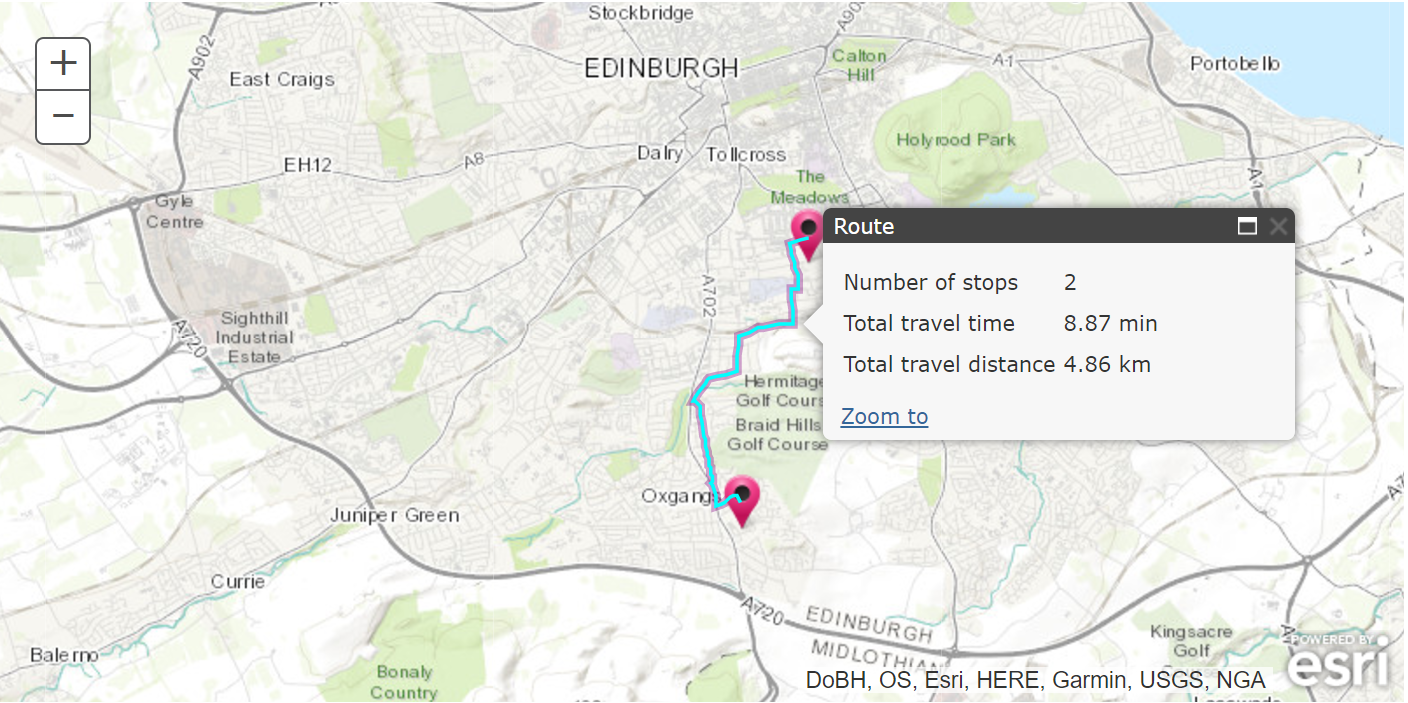 Stockbridge
A90
A902
EDINBURGH
Calton
Hill
A1
Portobello
East Craigs
Holyrood Park
EH12
A8
Dalry
Tollcross
The
Meadows
A1
Gyle
Centre
Route
Number of stops 2
Total travel time 8.87 min
Total travel distance 4.86 km
Zoom to
A702
Sighthill
Industrial
Estate
A720
Hermitage
Golf Cours
Braid Hills
Golf Course
Oxgangs
Juniper Green
Currie
A720
EDINBURGH
MIDLOTHIAN
Kingsacre
Golf
Balerno
Bonaly
Country
POWERED BY
esri
DoBH, OS, Esri, HERE, Garmin, USGS, NGA